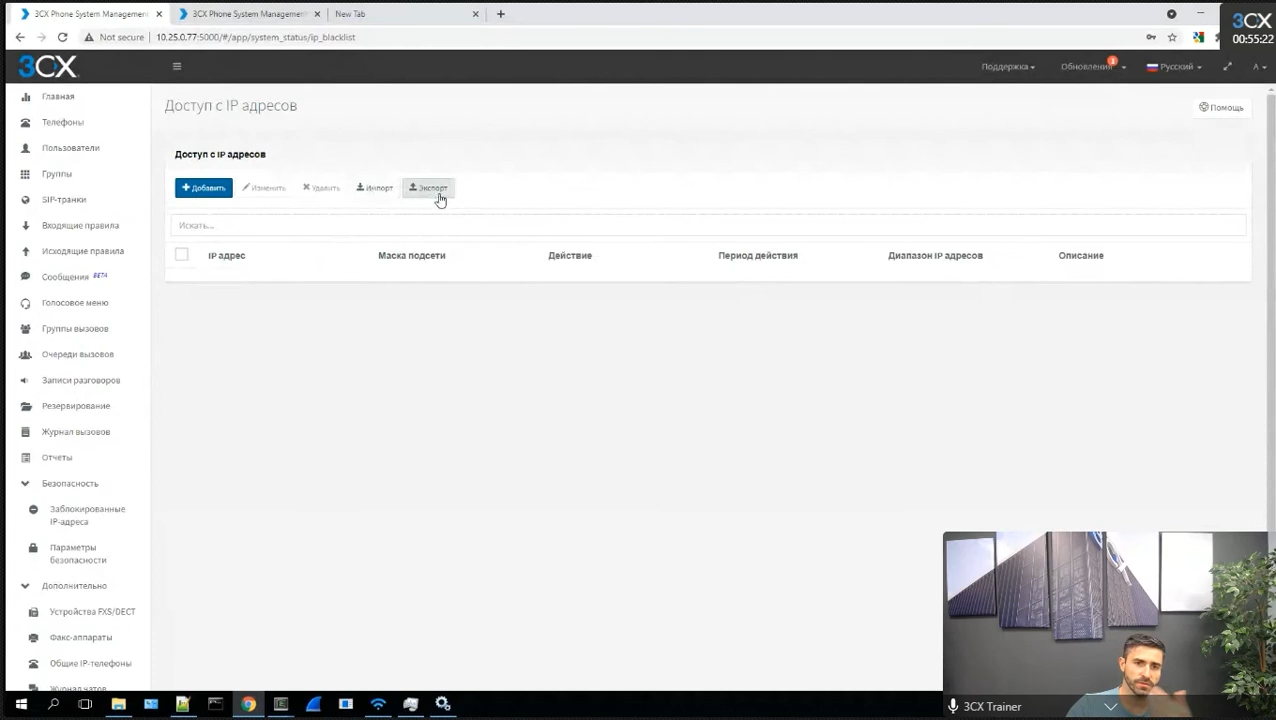 3CX Phone System Management
3CX Phone System Management
New Tab
Not secure
10.25.0.77:5000/#/app/system_status/ip_blacklist
3CX
00:55:22
3CX
Поддержка
Обновления
1
Русский
A
Главная
Телефоны
Пользователи
Группы
SIP-транки
Входящие правила
Исходящие правила
Сообщения BETA
Голосовое меню
Группы вызовов
Очереди вызовов
Записи разговоров
Резервирование
Журнал вызовов
Отчеты
Безопасность
Заблокированные
IP-адреса
Параметры
безопасности
Дополнительно
Устройства FXS/DECT
Факс-аппараты
Общие IP-телефоны
Журнал чатов
Доступ с IP адресов
Помощь
Доступ с IP адресов
Добавить
Изменить
Удалить
Импорт
Экспорт
Искать...
IP адрес
Маска подсети
Действие
Период действия
Диапазон IP адресов
Описание
3CX Trainer